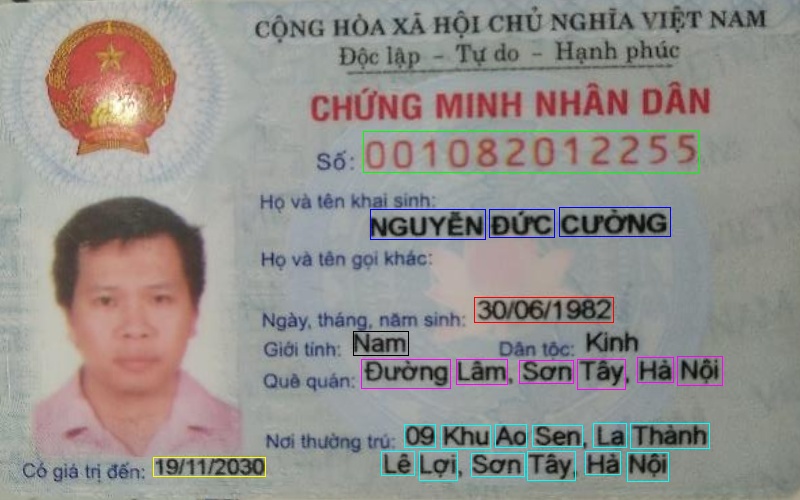 CỘNG HÒA XÃ HỘI CHỦ NGHĨA VIỆT NAM
Độc lập - Tự do - Hạnh phúc
CHỨNG MINH NHÂN DÂN
Số: 001082012255
Họ và tên khai sinh:
NGUYỄN ĐỨC CƯỜNG
Họ và tên gọi khác:
Ngày, tháng, năm sinh: 30/06/1982
Giới tính: Nam Dân tộc: Kinh
Quê quán: Đường Lâm, Sơn Tây, Hà Nội
Nơi thường trú: 09 Khu Ao Sen, La Thành
Lê Lợi, Sơn Tây, Hà Nội
Có giá trị đến: 19/11/2030